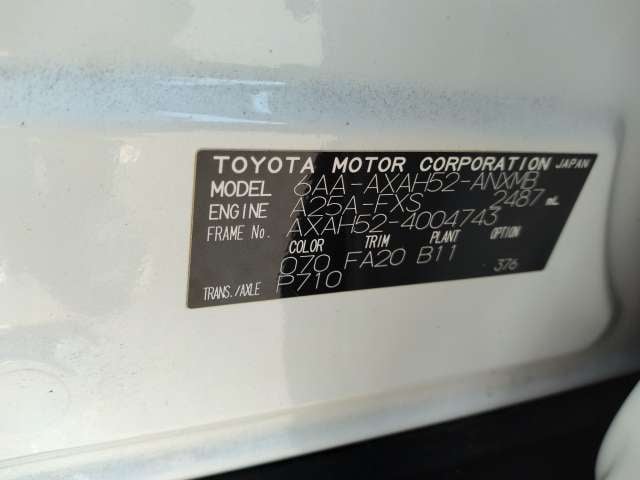 TOYOTA MOTOR CORPORATION JAPAN
MODEL 6AA-AXAH52-ANXMB
ENGINE A25A-FXS 2487 mL
FRAME No. AXAH52-4004743
COLOR TRIM PLANT OPTION
070 FA20 B11 376
TRANS./AXLE P710